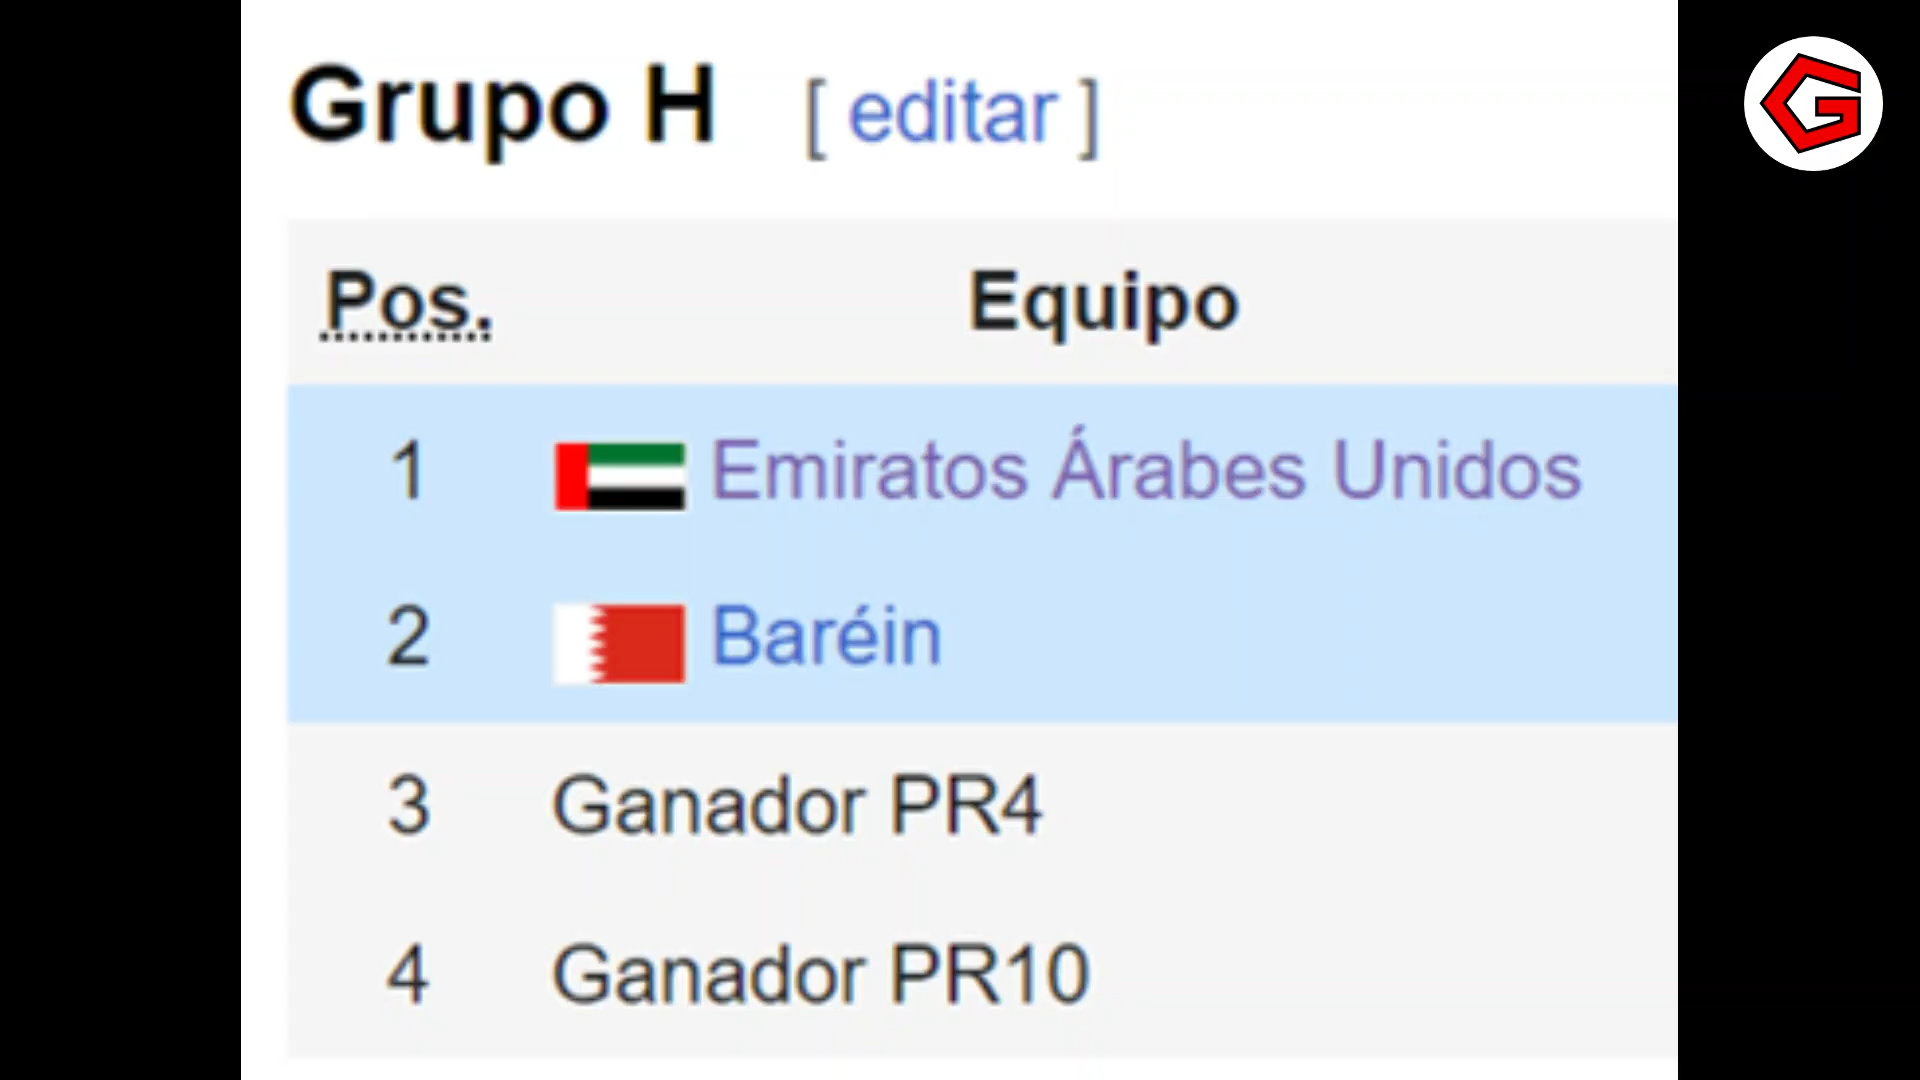 Grupo H [ editar ]
Pos. Equipo
1 Emiratos Árabes Unidos
2 Baréin
3 Ganador PR4
4 Ganador PR10
G